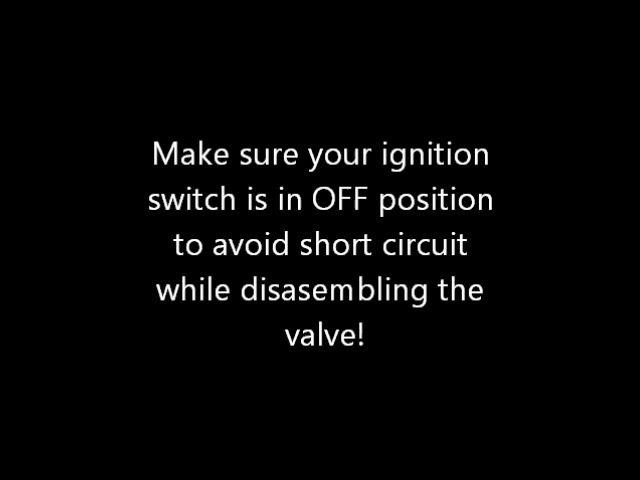 Make sure your ignition
switch is in OFF position
to avoid short circuit
while disasembling the
valve!